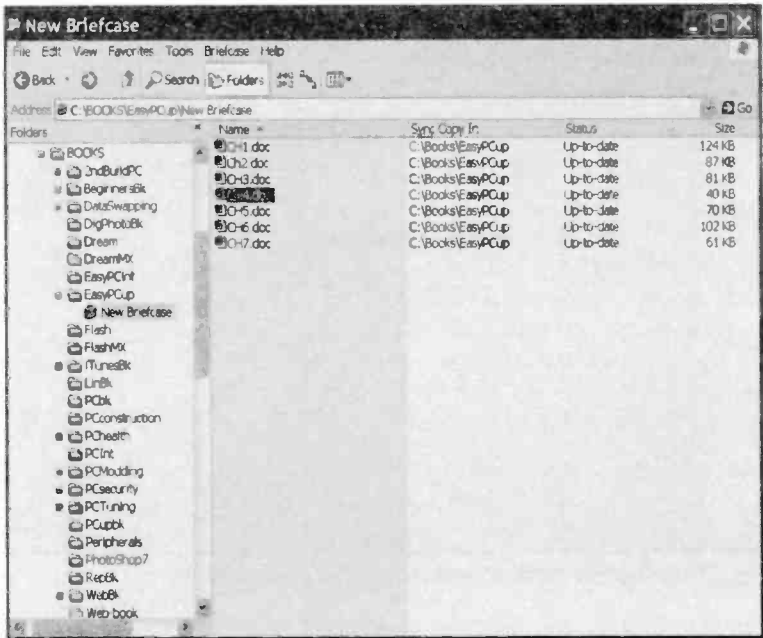 New Briefcase
File Edit View Favorites Tools Briefcase Help
Back Search Folders
Address C:\BOOKS\EasyPCup\New Briefcase Go
Folders
Name Sync Copy In Status Size
CH1.doc C:\Books\EasyPCup Up-to-date 124 KB
Ch2.doc C:\Books\EasyPCup Up-to-date 87 KB
CH3.doc C:\Books\EasyPCup Up-to-date 81 KB
C:\Books\EasyPCup Up-to-date 40 KB
CH5.doc C:\Books\EasyPCup Up-to-date 70 KB
CH6.doc C:\Books\EasyPCup Up-to-date 102 KB
CH7.doc C:\Books\EasyPCup Up-to-date 61 KB
BOOKS
2ndBuildPC
BeginnersBk
DataSwapping
DigPhotoBk
Dream
DreamMX
EasyPCInt
EasyPCup
New Briefcase
Flash
FlashMX
iTunesBk
LinBk
PCbk
PCconstruction
PChealth
PCInt
PCModding
PCsecurity
PCTuning
PCupbk
Peripherals
PhotoShop7
RepBk
WebBk
Web-book